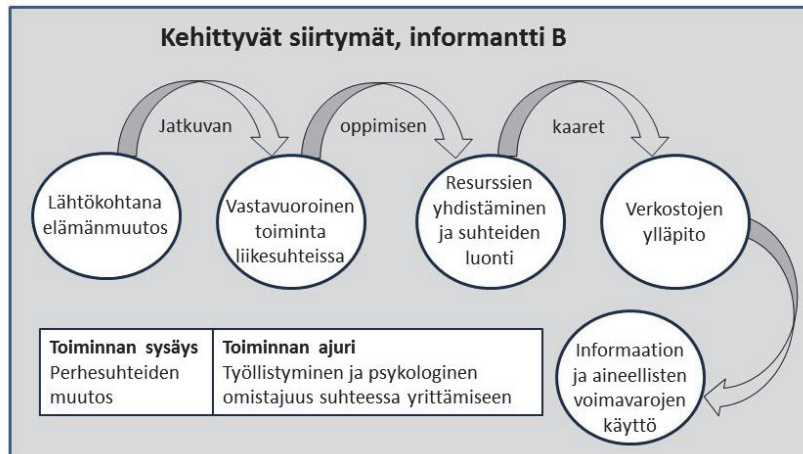 Kehittyvät siirtymät, informantti B
Jatkuvan
oppimisen
kaaret
Lähtökohtana
elämänmuutos
Vastavuoroinen
toiminta
liikesuhteissa
Resurssien
yhdistäminen
ja suhteiden
luonti
Verkostojen
ylläpito
Informaation
ja aineellisten
voimavarojen
käyttö
Toiminnan sysäys
Perhesuhteiden
muutos
Toiminnan ajuri
Työllistyminen ja psykologinen
omistajuus suhteessa yrittämiseen